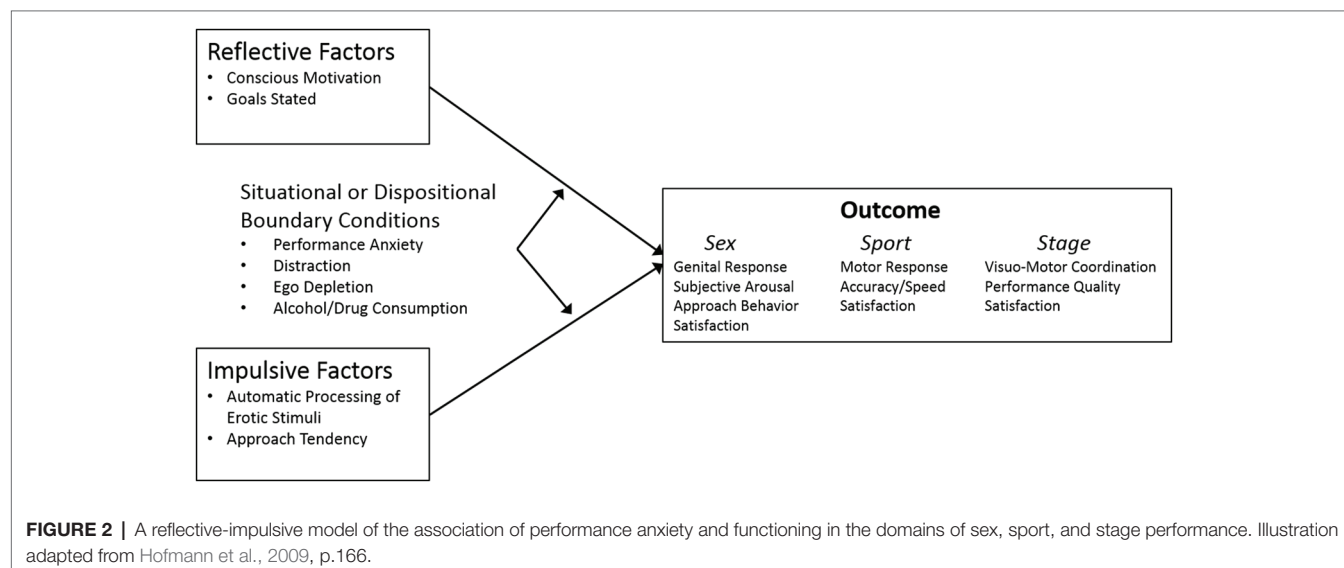 Reflective Factors
• Conscious Motivation
• Goals Stated
Situational or Dispositional
Boundary Conditions
• Performance Anxiety
• Distraction
• Ego Depletion
• Alcohol/Drug Consumption
Impulsive Factors
• Automatic Processing of
Erotic Stimuli
• Approach Tendency
Outcome
Sex
Genital Response
Subjective Arousal
Approach Behavior
Satisfaction
Sport
Motor Response
Accuracy/Speed
Satisfaction
Stage
Visuo-Motor Coordination
Performance Quality
Satisfaction
FIGURE 2 | A reflective-impulsive model of the association of performance anxiety and functioning in the domains of sex, sport, and stage performance. Illustration
adapted from Hofmann et al., 2009, p.166.